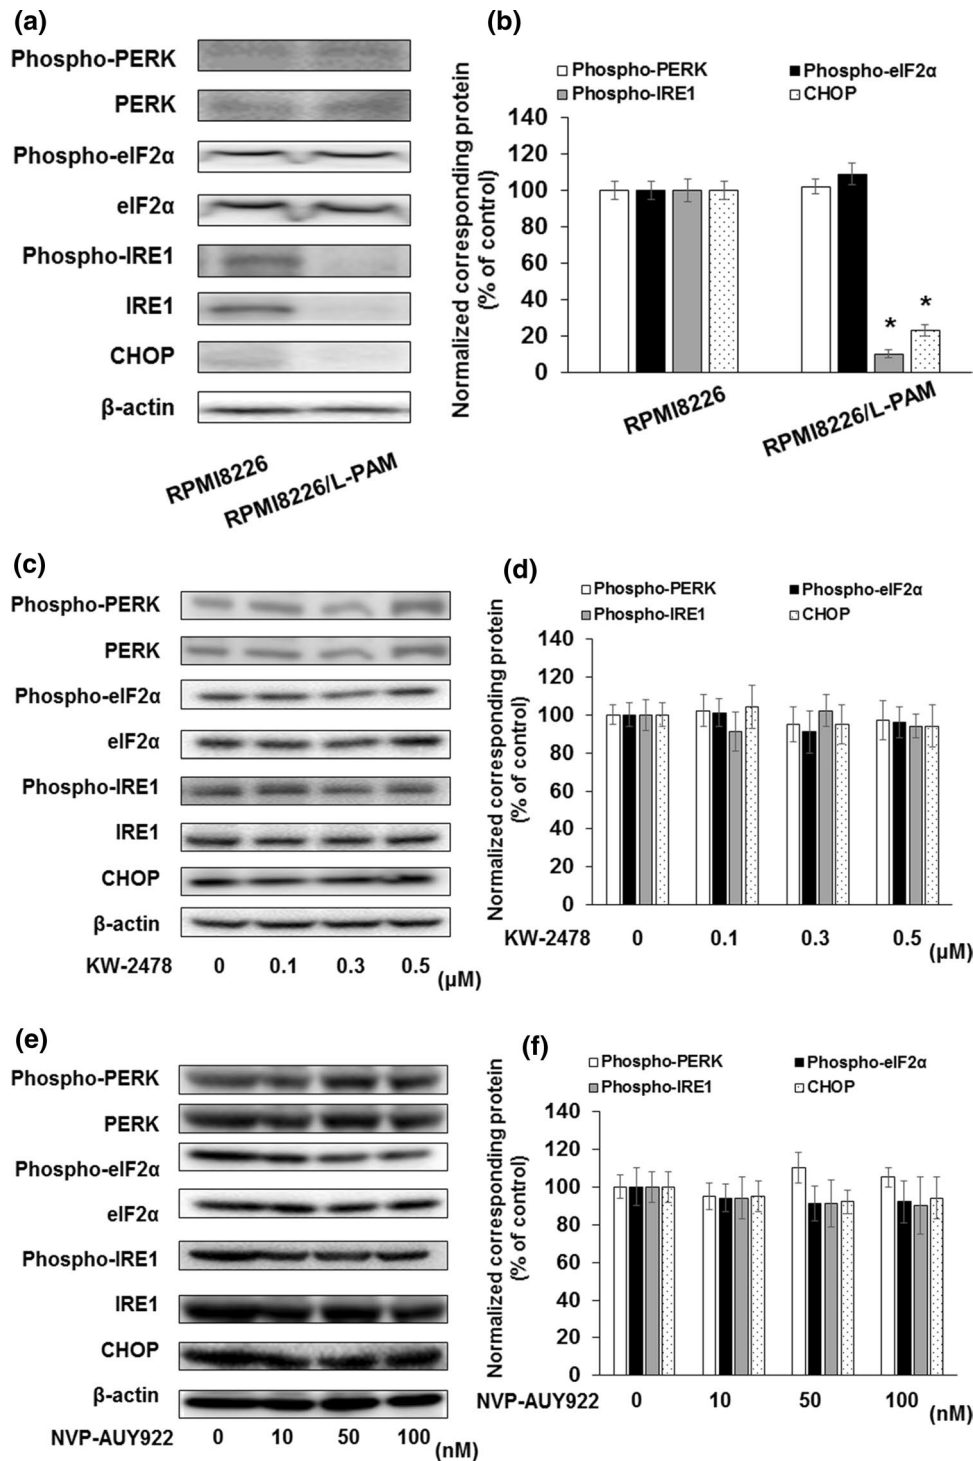 (a)
Phospho-PERK
PERK
Phospho-eIF2α
eIF2α
Phospho-IRE1
IRE1
CHOP
β-actin
RPMI8226
RPMI8226/L-PAM
(b)
Phospho-PERK
Phospho-eIF2α
Phospho-IRE1
CHOP
Normalized corresponding protein
(% of control)
140
120
100
80
60
40
20
0
*
*
RPMI8226
RPMI8226/L-PAM
(c)
Phospho-PERK
PERK
Phospho-eIF2α
eIF2α
Phospho-IRE1
IRE1
CHOP
β-actin
KW-2478 0 0.1 0.3 0.5 (μM)
(d)
Phospho-PERK
Phospho-eIF2α
Phospho-IRE1
CHOP
Normalized corresponding protein
(% of control)
140
120
100
80
60
40
20
0
KW-2478 0 0.1 0.3 0.5 (μM)
(e)
Phospho-PERK
PERK
Phospho-eIF2α
eIF2α
Phospho-IRE1
IRE1
CHOP
β-actin
NVP-AUY922 0 10 50 100 (nM)
(f)
Phospho-PERK
Phospho-eIF2α
Phospho-IRE1
CHOP
Normalized corresponding protein
(% of control)
140
120
100
80
60
40
20
0
NVP-AUY922 0 10 50 100 (nM)